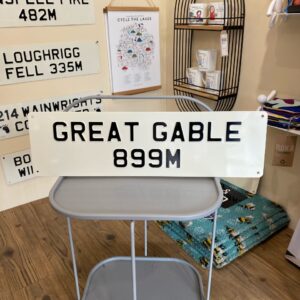 482M
LOUGHRIGG
FELL 335M
214 WAINWRIGHTS
CYCLE THE LAKES
GREAT GABLE
899M